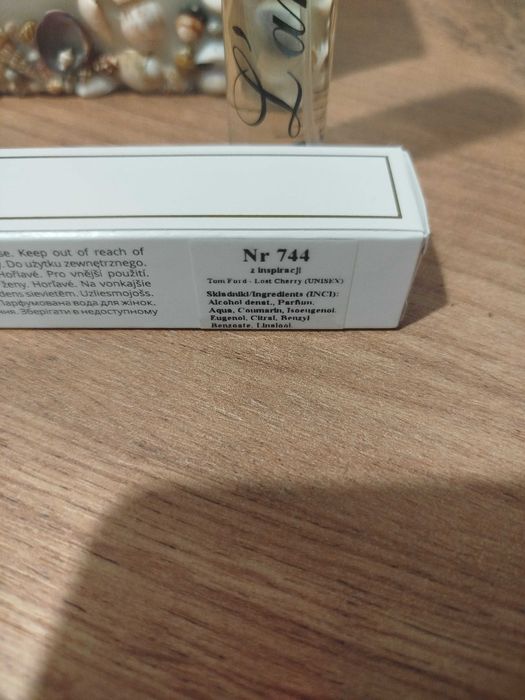 L'a
se. Keep out of reach of
. Do użytku zewnętrznego.
Hořlavé. Pro vnější použití.
ženy. Horľavé. Na vonkajšie
dens sievietēm. Uzliesmojošs.
Парфумована вода для жінок.
ня. Зберігати в недоступному
Nr 744
z inspiracji
Tom Ford - Lost Cherry (UNISEX)
Składniki/Ingredients (INCI):
Alcohol denat., Parfum,
Aqua, Coumarin, Isoeugenol,
Eugenol, Citral, Benzyl
Benzoate, Linalool